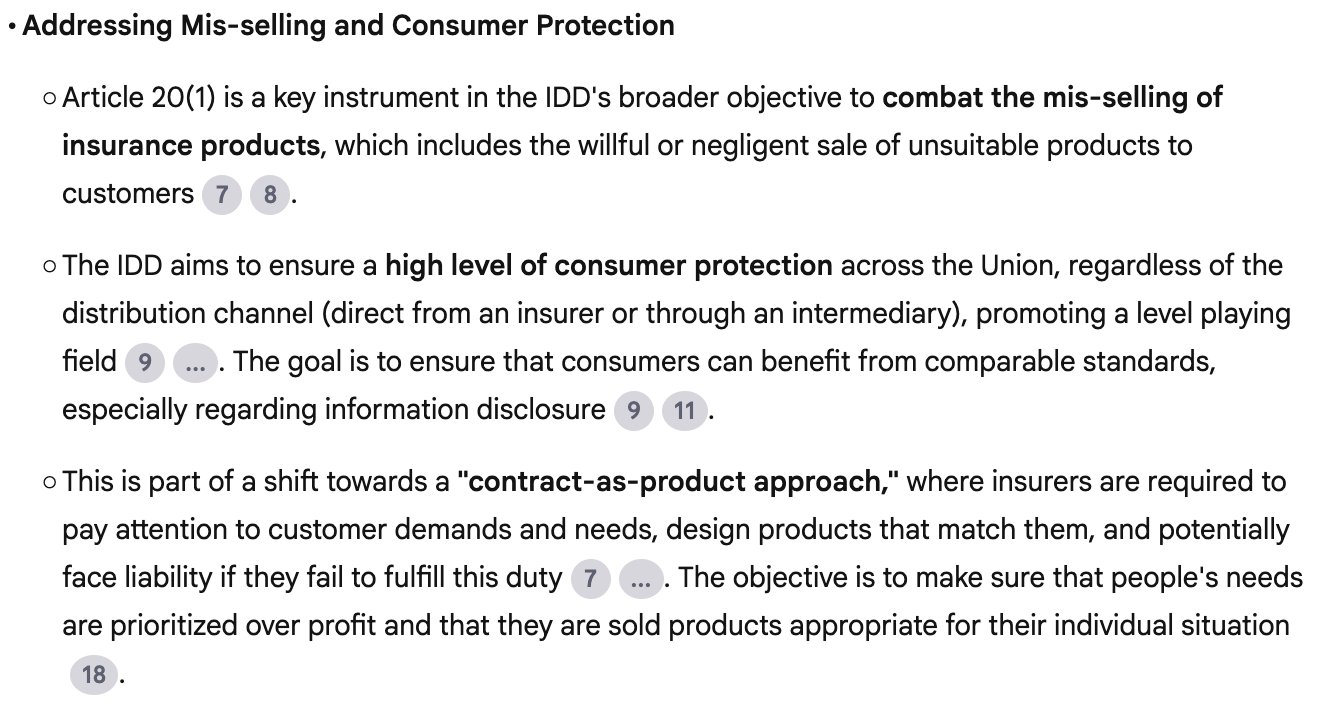 • Addressing Mis-selling and Consumer Protection
○ Article 20(1) is a key instrument in the IDD's broader objective to combat the mis-selling of
insurance products, which includes the willful or negligent sale of unsuitable products to
customers 7 8 .
○ The IDD aims to ensure a high level of consumer protection across the Union, regardless of the
distribution channel (direct from an insurer or through an intermediary), promoting a level playing
field 9 ... . The goal is to ensure that consumers can benefit from comparable standards,
especially regarding information disclosure 9 11 .
○ This is part of a shift towards a "contract-as-product approach," where insurers are required to
pay attention to customer demands and needs, design products that match them, and potentially
face liability if they fail to fulfill this duty 7 ... . The objective is to make sure that people's needs
are prioritized over profit and that they are sold products appropriate for their individual situation
18 .